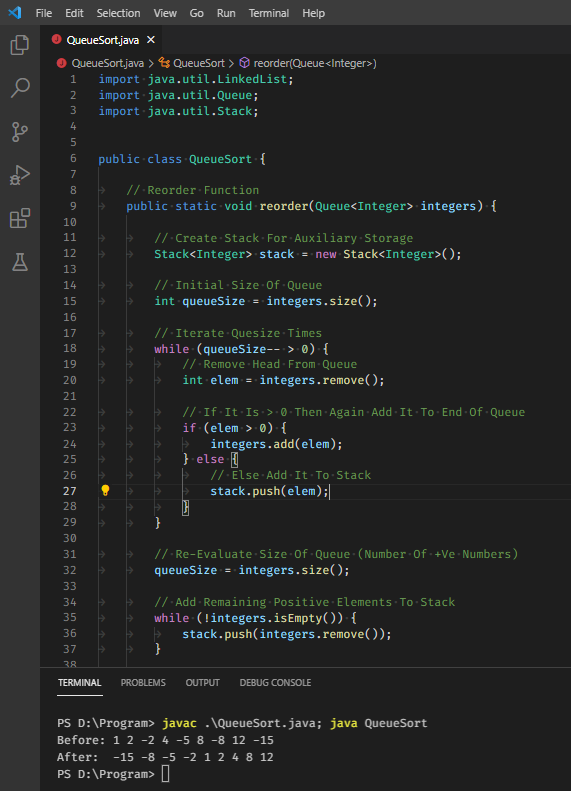 File Edit Selection View Go Run Terminal Help
QueueSort.java ×
QueueSort.java > QueueSort > reorder(Queue<Integer>)
1 import java.util.LinkedList;
2 import java.util.Queue;
3 import java.util.Stack;
4
5
6 public class QueueSort {
7
8 // Reorder Function
9 public static void reorder(Queue<Integer> integers) {
10
11 // Create Stack For Auxiliary Storage
12 Stack<Integer> stack = new Stack<Integer>();
13
14 // Initial Size Of Queue
15 int queueSize = integers.size();
16
17 // Iterate Quesize Times
18 while (queueSize-- > 0) {
19 // Remove Head From Queue
20 int elem = integers.remove();
21
22 // If It Is > 0 Then Again Add It To End Of Queue
23 if (elem > 0) {
24 integers.add(elem);
25 } else {
26 // Else Add It To Stack
27 stack.push(elem);
28 }
29 }
30
31 // Re-Evaluate Size Of Queue (Number Of +Ve Numbers)
32 queueSize = integers.size();
33
34 // Add Remaining Positive Elements To Stack
35 while (!integers.isEmpty()) {
36 stack.push(integers.remove());
37 }
38
TERMINAL PROBLEMS OUTPUT DEBUG CONSOLE
PS D:\Program> javac .\QueueSort.java; java QueueSort
Before: 1 2 -2 4 -5 8 -8 12 -15
After:  -15 -8 -5 -2 1 2 4 8 12
PS D:\Program>